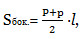 Sбок.= p+p/2 · l,